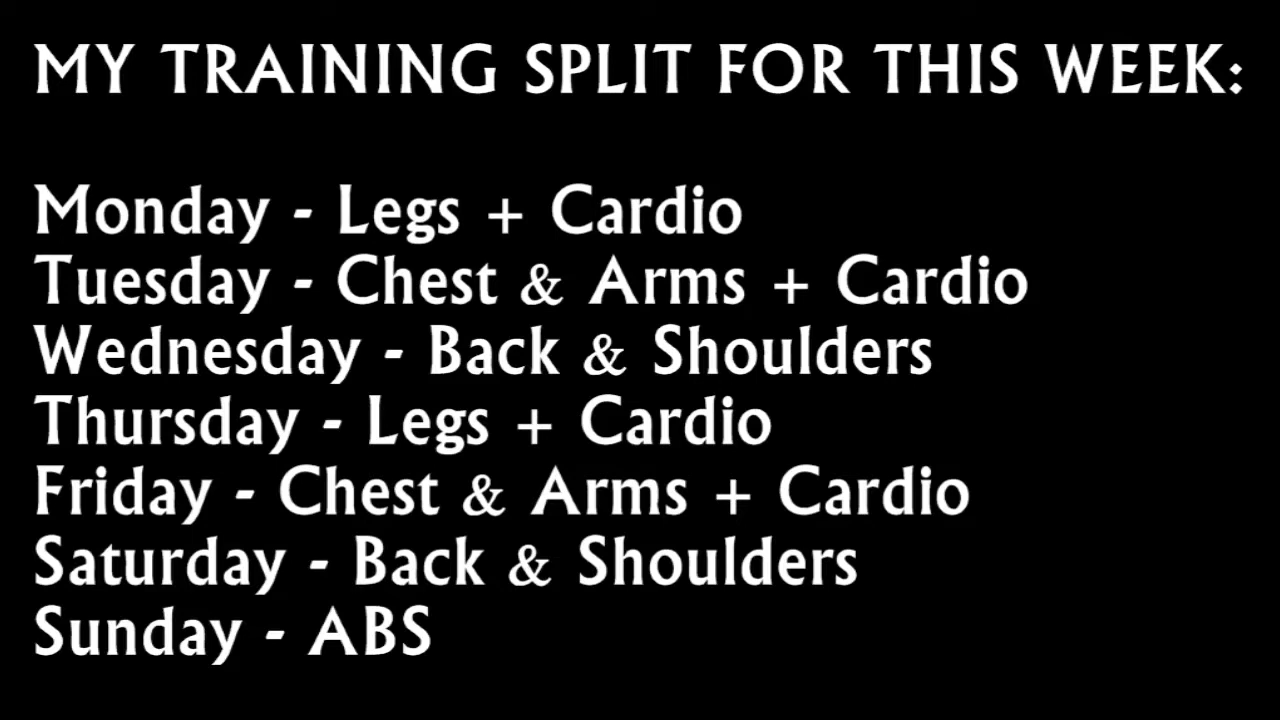 MY TRAINING SPLIT FOR THIS WEEK:
Monday - Legs + Cardio
Tuesday - Chest & Arms + Cardio
Wednesday - Back & Shoulders
Thursday - Legs + Cardio
Friday - Chest & Arms + Cardio
Saturday - Back & Shoulders
Sunday - ABS